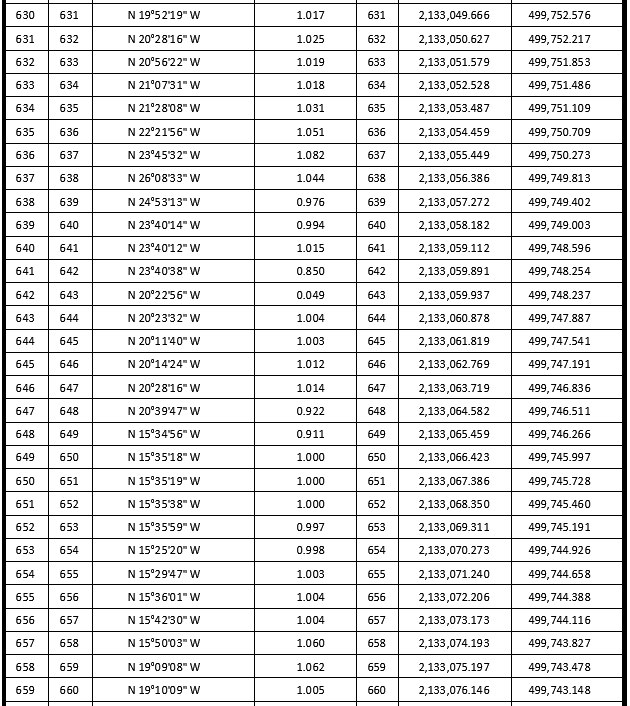 630 631 N 19°52'19" W 1.017 631 2,133,049.666 499,752.576
631 632 N 20°28'16" W 1.025 632 2,133,050.627 499,752.217
632 633 N 20°56'22" W 1.019 633 2,133,051.579 499,751.853
633 634 N 21°07'31" W 1.018 634 2,133,052.528 499,751.486
634 635 N 21°28'08" W 1.031 635 2,133,053.487 499,751.109
635 636 N 22°21'56" W 1.051 636 2,133,054.459 499,750.709
636 637 N 23°45'32" W 1.082 637 2,133,055.449 499,750.273
637 638 N 26°08'33" W 1.044 638 2,133,056.386 499,749.813
638 639 N 24°53'13" W 0.976 639 2,133,057.272 499,749.402
639 640 N 23°40'14" W 0.994 640 2,133,058.182 499,749.003
640 641 N 23°40'12" W 1.015 641 2,133,059.112 499,748.596
641 642 N 23°40'38" W 0.850 642 2,133,059.891 499,748.254
642 643 N 20°22'56" W 0.049 643 2,133,059.937 499,748.237
643 644 N 20°23'32" W 1.004 644 2,133,060.878 499,747.887
644 645 N 20°11'40" W 1.003 645 2,133,061.819 499,747.541
645 646 N 20°14'24" W 1.012 646 2,133,062.769 499,747.191
646 647 N 20°28'16" W 1.014 647 2,133,063.719 499,746.836
647 648 N 20°39'47" W 0.922 648 2,133,064.582 499,746.511
648 649 N 15°34'56" W 0.911 649 2,133,065.459 499,746.266
649 650 N 15°35'18" W 1.000 650 2,133,066.423 499,745.997
650 651 N 15°35'19" W 1.000 651 2,133,067.386 499,745.728
651 652 N 15°35'38" W 1.000 652 2,133,068.350 499,745.460
652 653 N 15°35'59" W 0.997 653 2,133,069.311 499,745.191
653 654 N 15°25'20" W 0.998 654 2,133,070.273 499,744.926
654 655 N 15°29'47" W 1.003 655 2,133,071.240 499,744.658
655 656 N 15°36'01" W 1.004 656 2,133,072.206 499,744.388
656 657 N 15°42'30" W 1.004 657 2,133,073.173 499,744.116
657 658 N 15°50'03" W 1.060 658 2,133,074.193 499,743.827
658 659 N 19°09'08" W 1.062 659 2,133,075.197 499,743.478
659 660 N 19°10'09" W 1.005 660 2,133,076.146 499,743.148